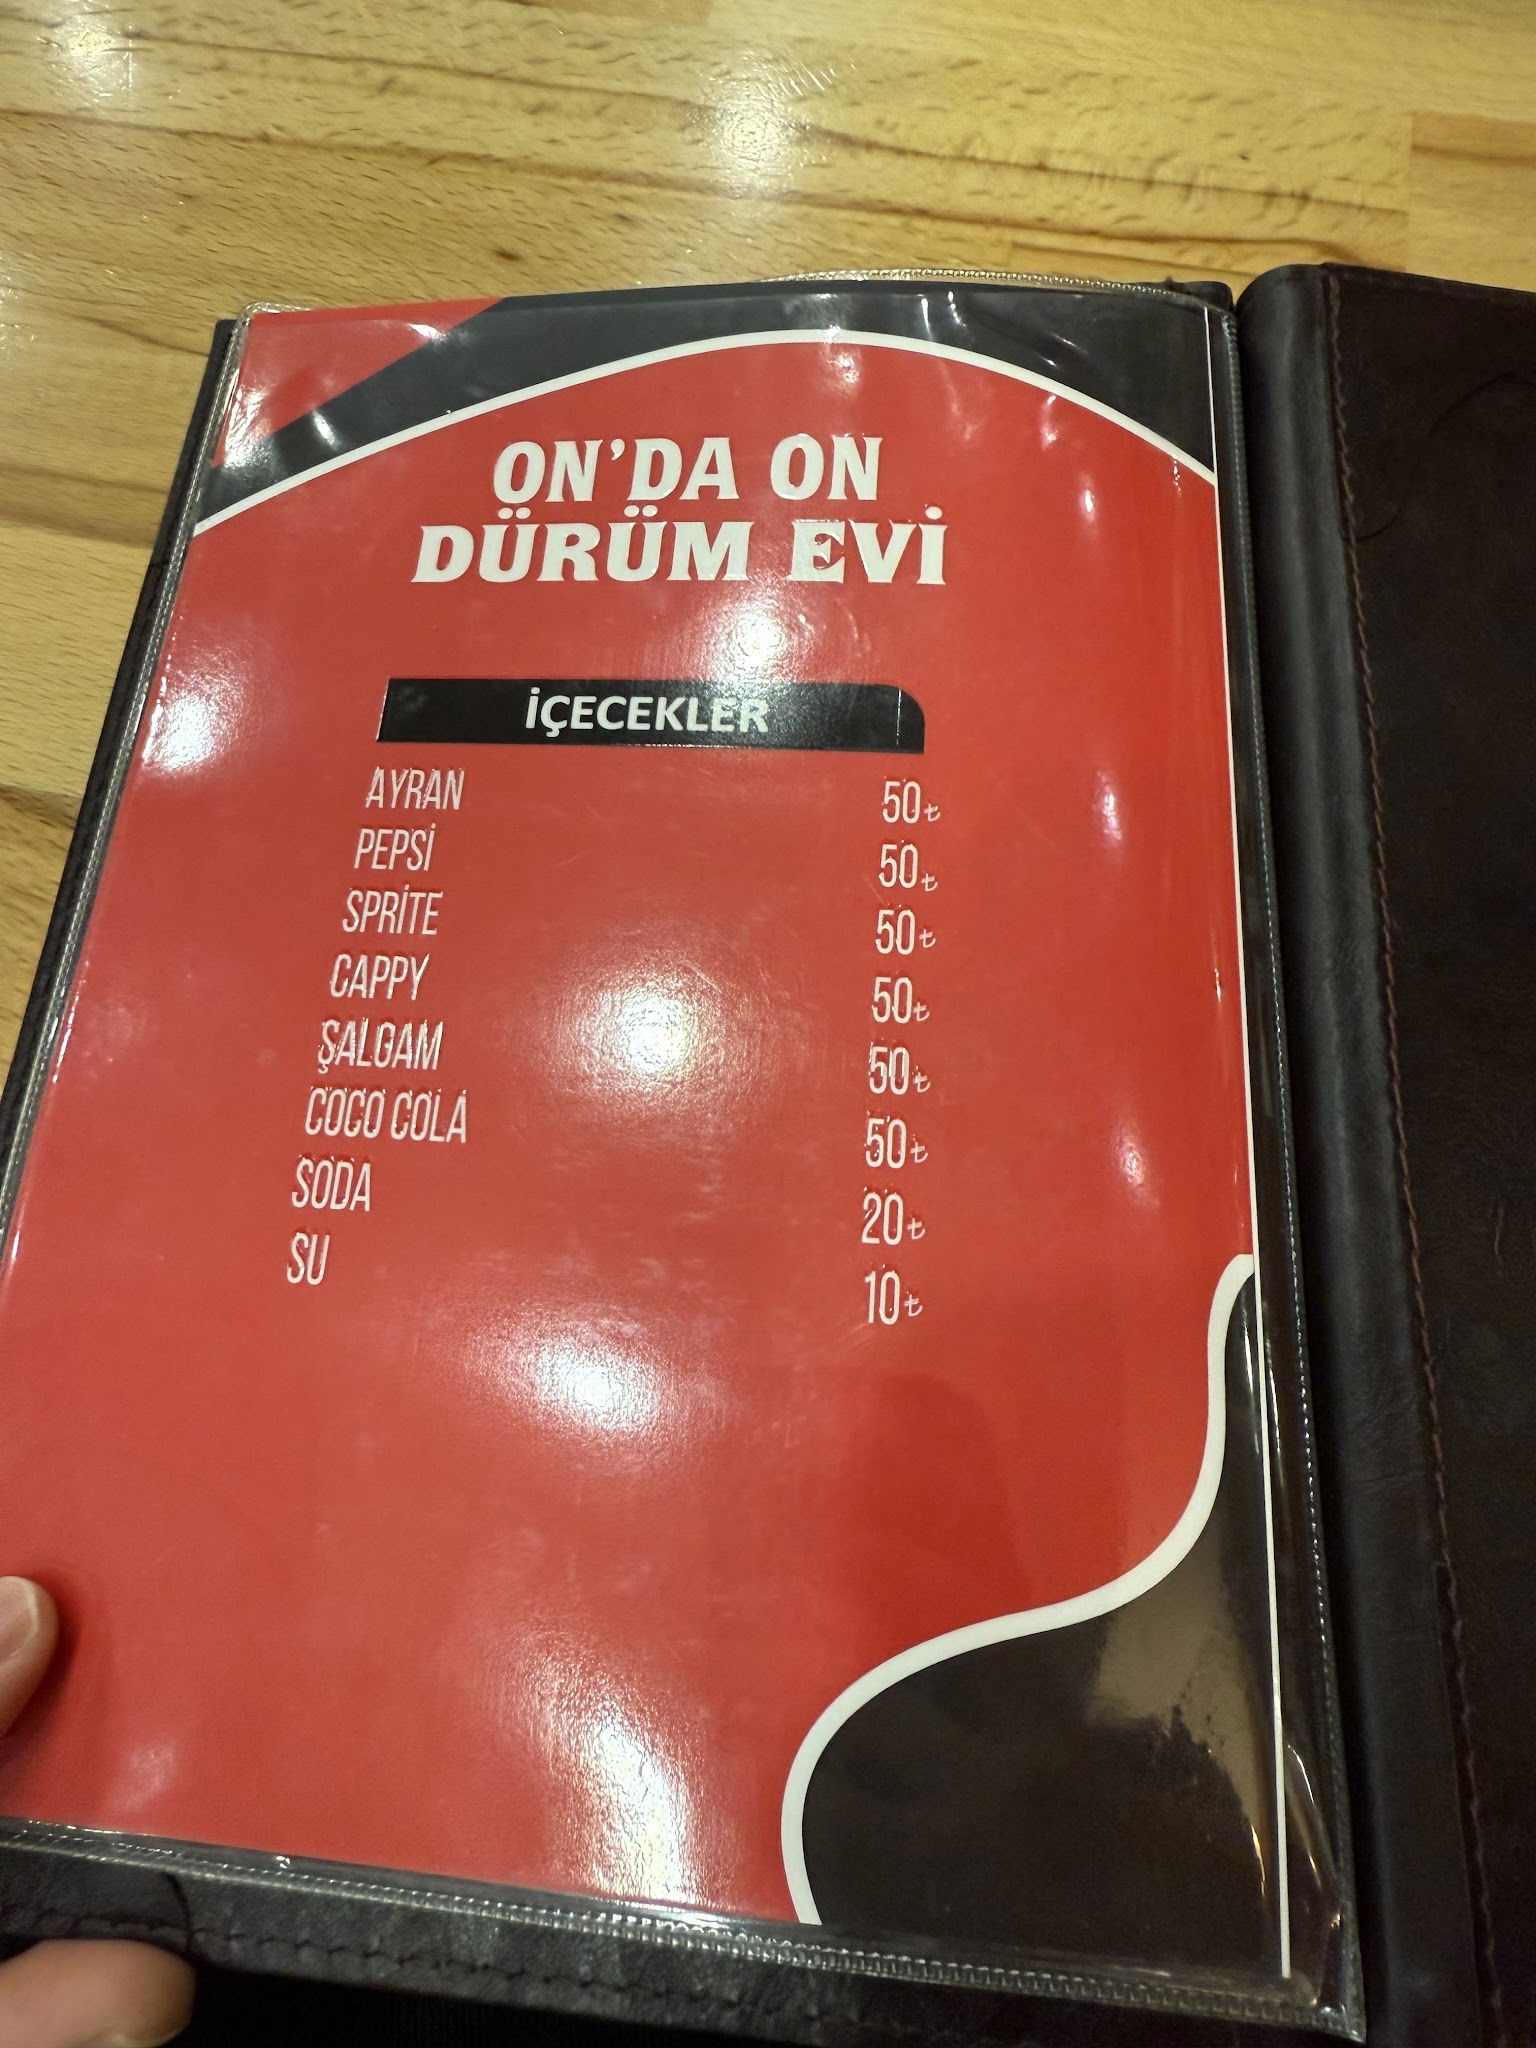 ON'DA ON
DÜRÜM EVİ
İÇECEKLER
AYRAN 50₺
PEPSİ 50₺
SPRİTE 50₺
CAPPY 50₺
ŞALGAM 50₺
COCO COLA 50₺
SODA 20₺
SU 10₺